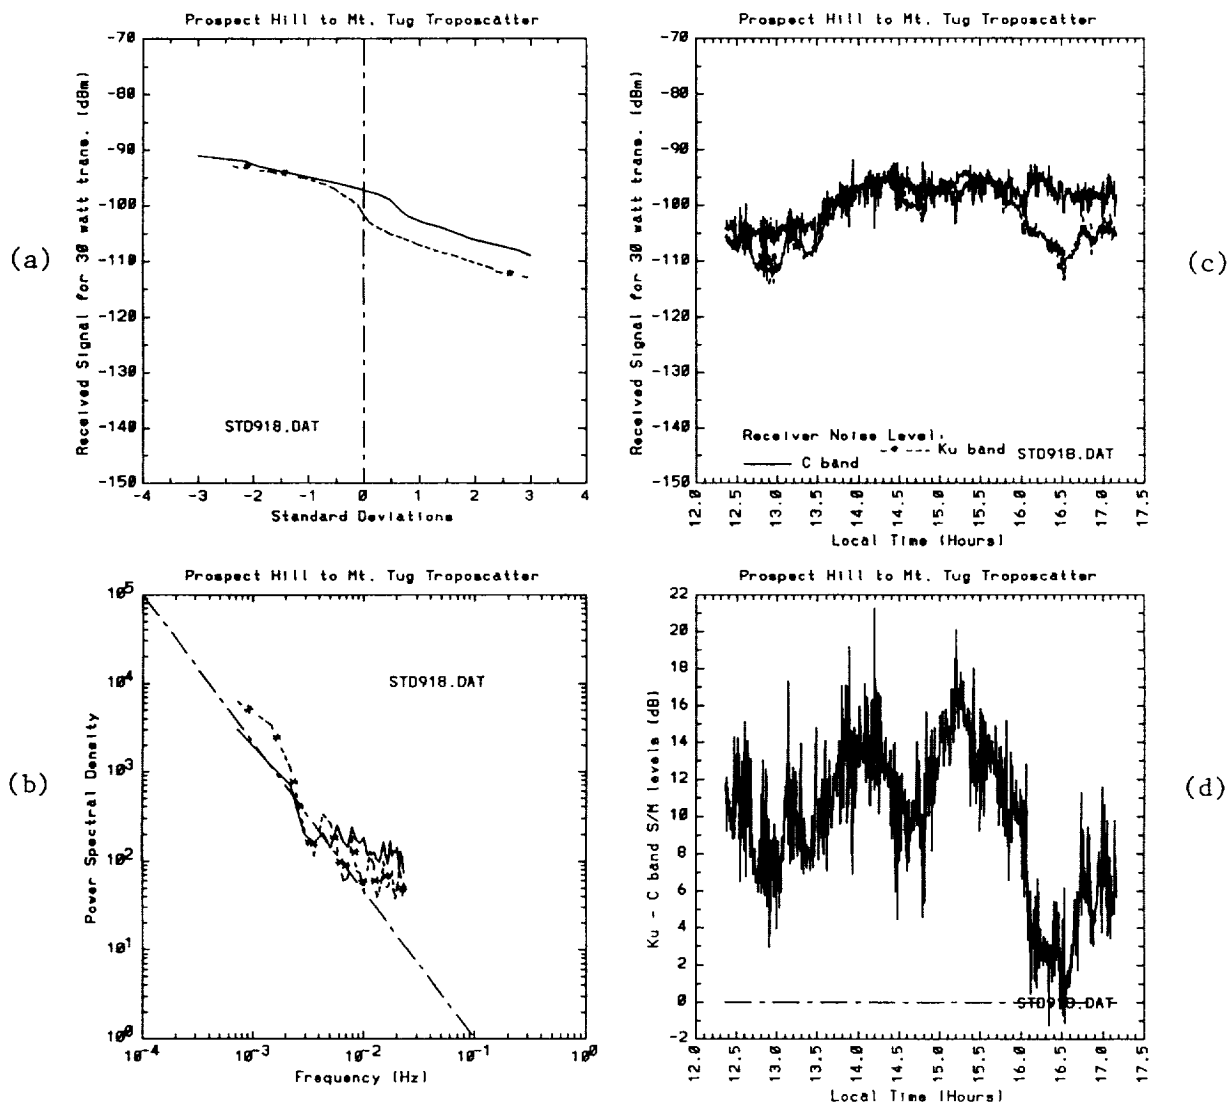 (a)
Prospect Hill to Mt. Tug Troposcatter
Received Signal for 30 watt trans. (dBm)
-70
-80
-90
-100
-110
-120
-130
-140
-150
STD918.DAT
-4 -3 -2 -1 0 1 2 3 4
Standard Deviations
(c)
Prospect Hill to Mt. Tug Troposcatter
Received Signal for 30 watt trans. (dBm)
-70
-80
-90
-100
-110
-120
-130
-140
-150
Receiver Noise Level:
C band
Ku band
STD918.DAT
12.0 12.5 13.0 13.5 14.0 14.5 15.0 15.5 16.0 16.5 17.0 17.5
Local Time (Hours)
(b)
Prospect Hill to Mt. Tug Troposcatter
Power Spectral Density
10^5
10^4
10^3
10^2
10^1
10^0
STD918.DAT
10^-4 10^-3 10^-2 10^-1 10^0
Frequency (Hz)
(d)
Prospect Hill to Mt. Tug Troposcatter
Ku - C band S/M levels (dB)
22
20
18
16
14
12
10
8
6
4
2
0
-2
STD918.DAT
12.0 12.5 13.0 13.5 14.0 14.5 15.0 15.5 16.0 16.5 17.0 17.5
Local Time (Hours)